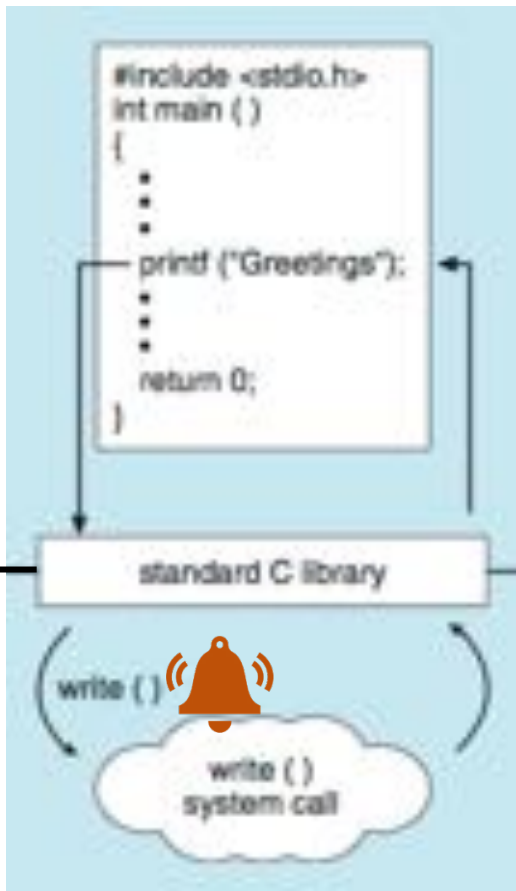 #include <stdio.h>
int main ( )
{
•
•
•
printf ("Greetings");
•
•
•
return 0;
}
standard C library
write ( )
write ( )
system call